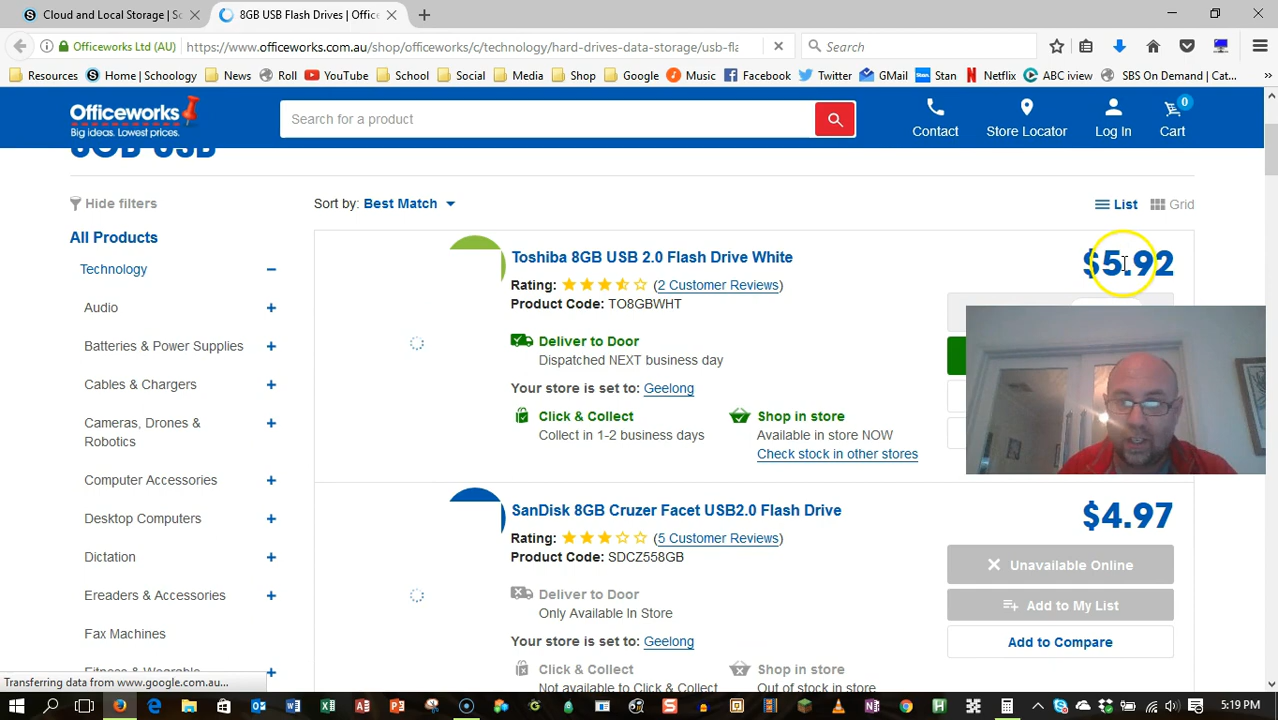 Cloud and Local Storage | Sc
8GB USB Flash Drives | Offic
Officeworks Ltd (AU)
https://www.officeworks.com.au/shop/officeworks/c/technology/hard-drives-data-storage/usb-fla
Search
Resources
Home | Schoology
News
Roll
YouTube
School
Social
Media
Shop
Google
Music
Facebook
Twitter
GMail
Stan
Netflix
ABC iview
SBS On Demand | Cat...
Officeworks
Big ideas. Lowest prices.
Search for a product
Contact
Store Locator
Log In
0
Cart
8GB USB
Hide filters
Sort by: Best Match
List
Grid
All Products
Technology
Audio
Batteries & Power Supplies
Cables & Chargers
Cameras, Drones &
Robotics
Computer Accessories
Desktop Computers
Dictation
Ereaders & Accessories
Fax Machines
Fitness & Wearable
Toshiba 8GB USB 2.0 Flash Drive White
$5.92
Rating:
(2 Customer Reviews)
Product Code: TO8GBWHT
Deliver to Door
Dispatched NEXT business day
Your store is set to: Geelong
Click & Collect
Collect in 1-2 business days
Shop in store
Available in store NOW
Check stock in other stores
SanDisk 8GB Cruzer Facet USB2.0 Flash Drive
$4.97
Rating:
(5 Customer Reviews)
Product Code: SDCZ558GB
Deliver to Door
Only Available In Store
Your store is set to: Geelong
Click & Collect
Not available to Click & Collect
Shop in store
Out of stock in store
Unavailable Online
Add to My List
Add to Compare
Transferring data from www.google.com.au...
5:19 PM